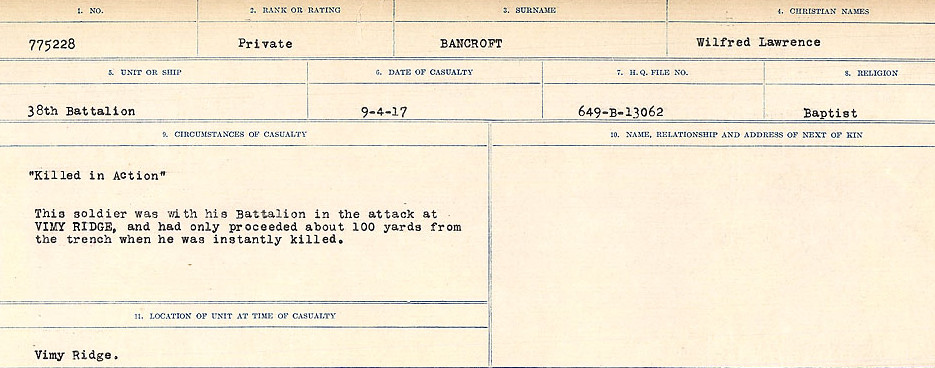 1. NO. 2. RANK OR RATING 3. SURNAME 4. CHRISTIAN NAMES
775228 Private BANCROFT Wilfred Lawrence
5. UNIT OR SHIP 6. DATE OF CASUALTY 7. H.Q. FILE NO. 8. RELIGION
38th Battalion 9-4-17 649-B-13062 Baptist
9. CIRCUMSTANCES OF CASUALTY 10. NAME, RELATIONSHIP AND ADDRESS OF NEXT OF KIN
"Killed in Action"
This soldier was with his Battalion in the attack at
VIMY RIDGE, and had only proceeded about 100 yards from
the trench when he was instantly killed.
11. LOCATION OF UNIT AT TIME OF CASUALTY
Vimy Ridge.